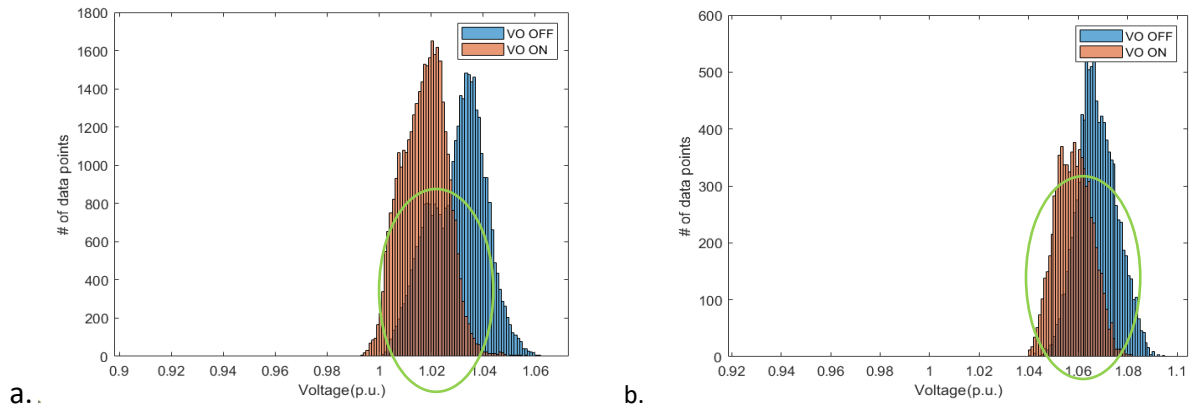 1800
1600
1400
1200
1000
800
600
400
200
0
# of data points
VO OFF
VO ON
0.9 0.92 0.94 0.96 0.98 1 1.02 1.04 1.06
Voltage(p.u.)
a.
600
500
400
300
200
100
0
# of data points
VO OFF
VO ON
0.92 0.94 0.96 0.98 1 1.02 1.04 1.06 1.08 1.1
Voltage(p.u.)
b.